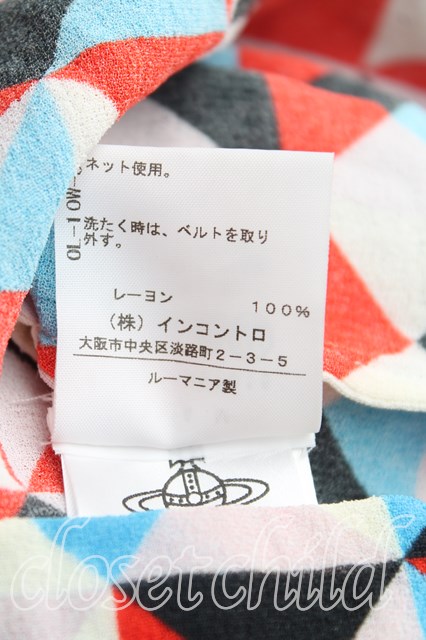 ネット使用。
洗たく時は、ベルトを取り
外す。
レーヨン 100%
(株)インコントロ
大阪市中央区淡路町2-3-5
ルーマニア製
closet child